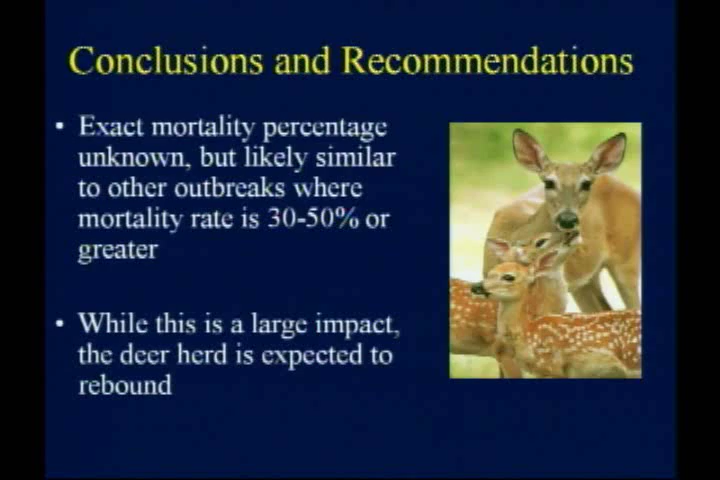 Conclusions and Recommendations
• Exact mortality percentage
unknown, but likely similar
to other outbreaks where
mortality rate is 30-50% or
greater
• While this is a large impact,
the deer herd is expected to
rebound